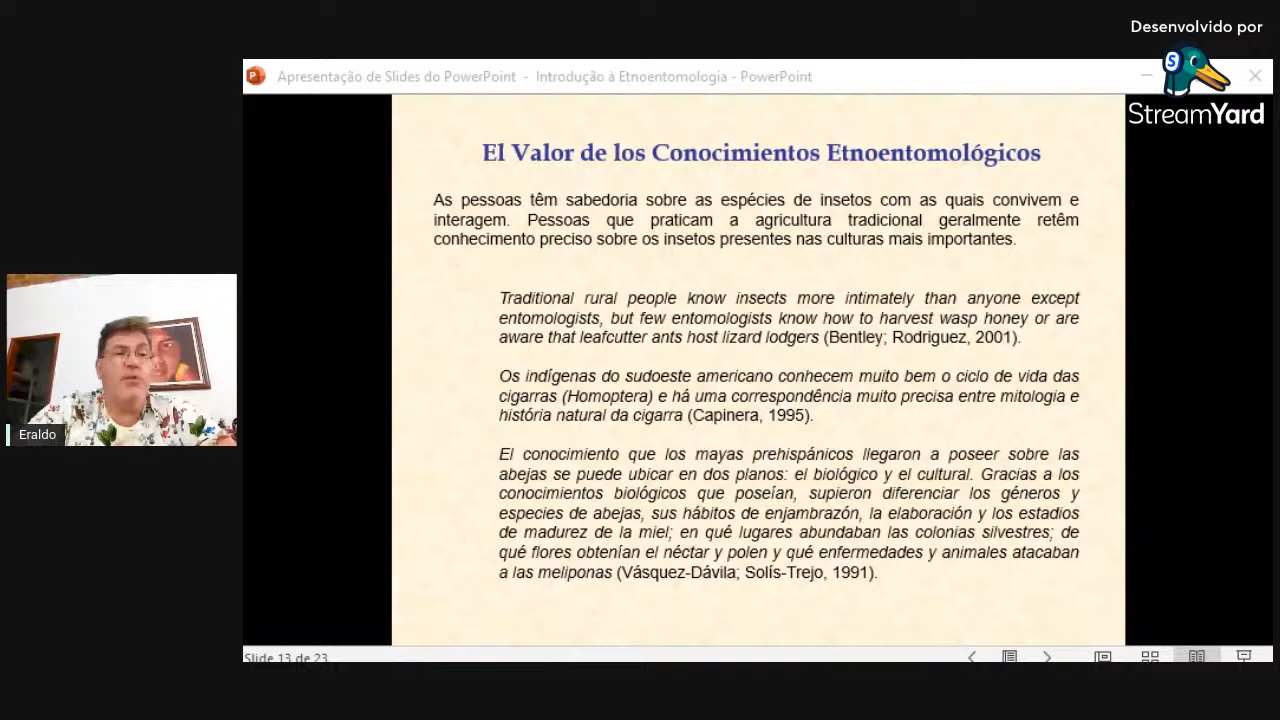 Desenvolvido por
StreamYard
Apresentação de Slides do PowerPoint - Introdução à Etnoentomologia - PowerPoint
El Valor de los Conocimientos Etnoentomológicos
As pessoas têm sabedoria sobre as espécies de insetos com as quais convivem e
interagem. Pessoas que praticam a agricultura tradicional geralmente retêm
conhecimento preciso sobre os insetos presentes nas culturas mais importantes.
Traditional rural people know insects more intimately than anyone except
entomologists, but few entomologists know how to harvest wasp honey or are
aware that leafcutter ants host lizard lodgers (Bentley; Rodriguez, 2001).
Os indígenas do sudoeste americano conhecem muito bem o ciclo de vida das
cigarras (Homoptera) e há uma correspondência muito precisa entre mitologia e
história natural da cigarra (Capinera, 1995).
El conocimiento que los mayas prehispánicos llegaron a poseer sobre las
abejas se puede ubicar en dos planos: el biológico y el cultural. Gracias a los
conocimientos biológicos que poseían, supieron diferenciar los géneros y
especies de abejas, sus hábitos de enjambrazón, la elaboración y los estadios
de madurez de la miel; en qué lugares abundaban las colonias silvestres; de
qué flores obtenían el néctar y polen y qué enfermedades y animales atacaban
a las meliponas (Vásquez-Dávila; Solís-Trejo, 1991).
Eraldo
Slide 13 de 23